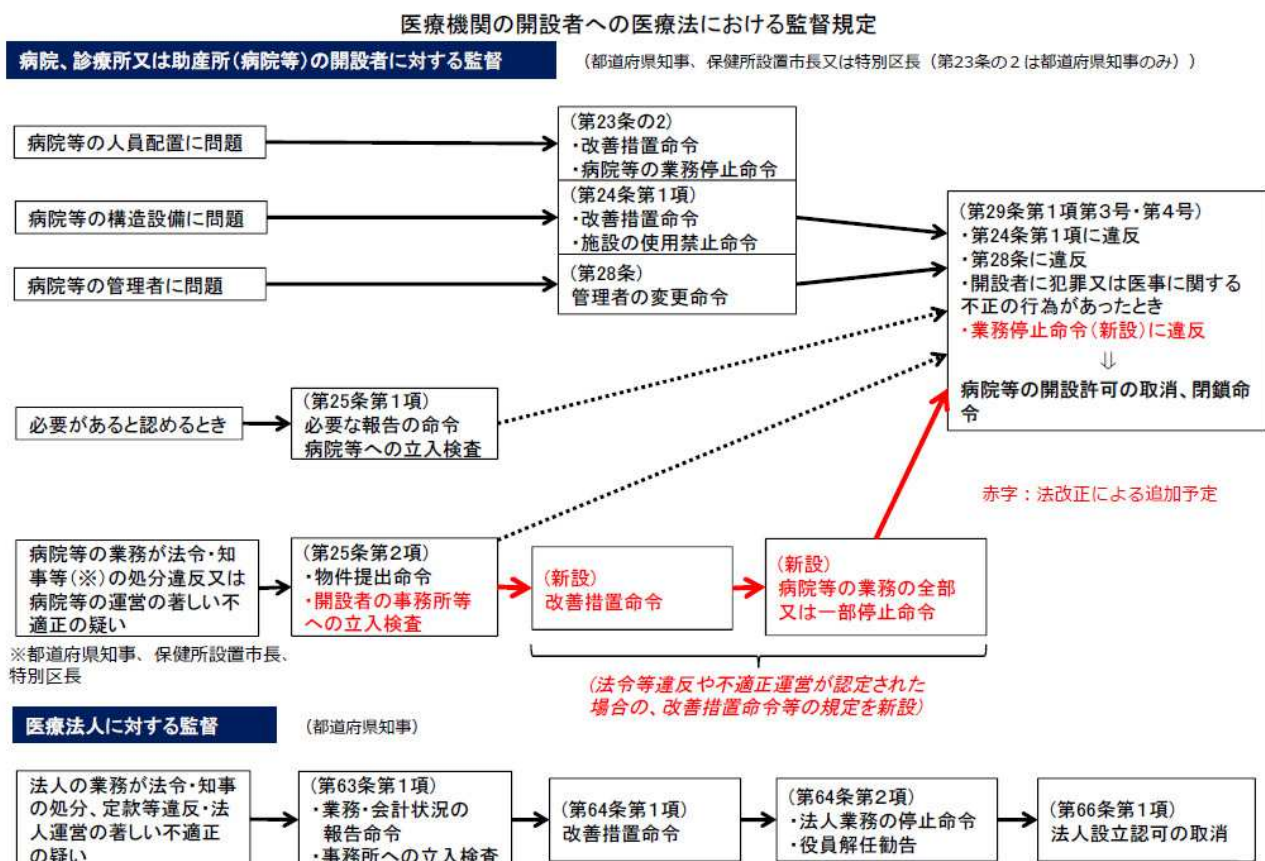 医療機関の開設者への医療法における監督規定
病院、診療所又は助産所(病院等)の開設者に対する監督
(都道府県知事、保健所設置市長又は特別区長(第23条の2は都道府県知事のみ))
病院等の人員配置に問題
(第23条の2)
・改善措置命令
・病院等の業務停止命令
病院等の構造設備に問題
(第24条第1項)
・改善措置命令
・施設の使用禁止命令
病院等の管理者に問題
(第28条)
管理者の変更命令
(第29条第1項第3号・第4号)
・第24条第1項に違反
・第28条に違反
・開設者に犯罪又は医事に関する
不正の行為があったとき
・業務停止命令(新設)に違反
⇓
病院等の開設許可の取消、閉鎖命
令
必要があると認めるとき
(第25条第1項)
必要な報告の命令
病院等への立入検査
赤字:法改正による追加予定
病院等の業務が法令・知
事等(※)の処分違反又は
病院等の運営の著しい不
適正の疑い
(第25条第2項)
・物件提出命令
・開設者の事務所等
への立入検査
(新設)
改善措置命令
(新設)
病院等の業務の全部
又は一部停止命令
※都道府県知事、保健所設置市長、
特別区長
(法令等違反や不適正運営が認定された
場合の、改善措置命令等の規定を新設)
医療法人に対する監督
(都道府県知事)
法人の業務が法令・知事
の処分、定款等違反・法
人運営の著しい不適正
の疑い
(第63条第1項)
・業務・会計状況の
報告命令
・事務所への立入検査
(第64条第1項)
改善措置命令
(第64条第2項)
・法人業務の停止命令
・役員解任勧告
(第66条第1項)
法人設立認可の取消